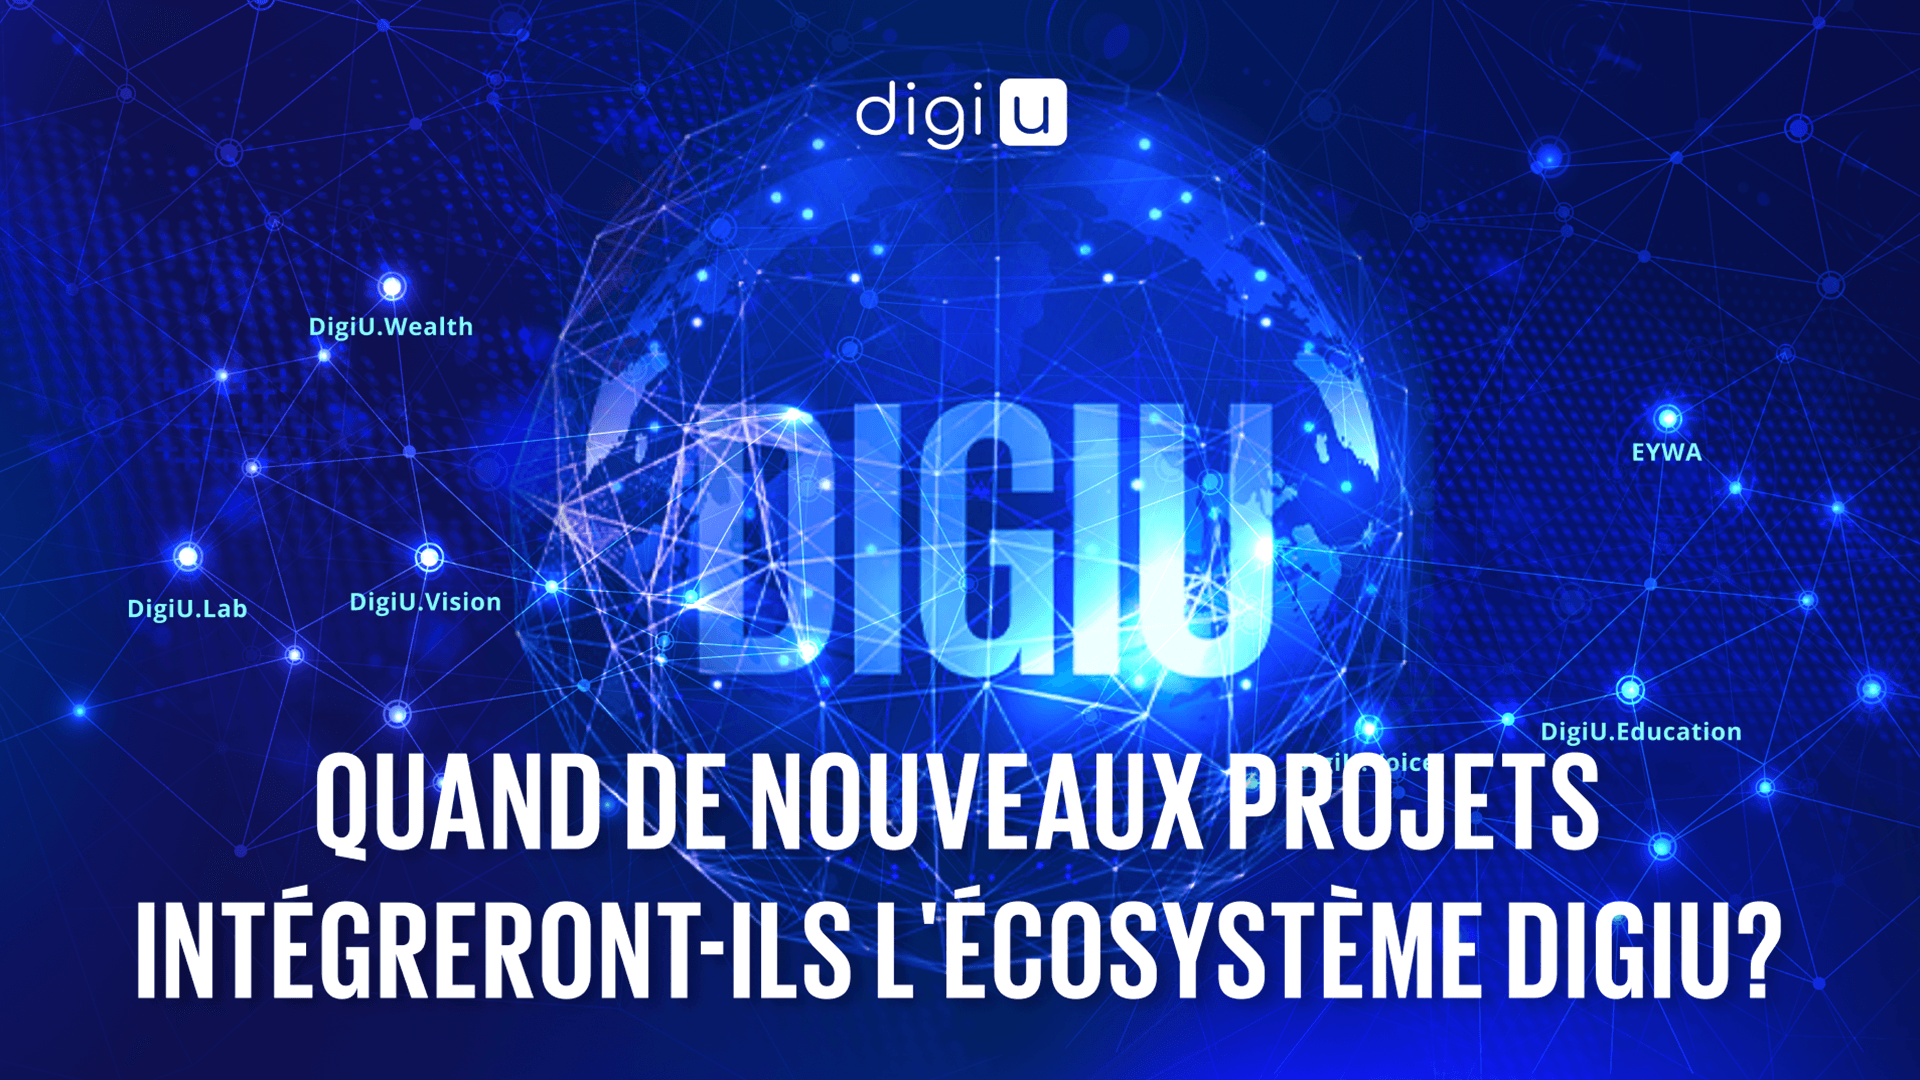 digi u
DigiU.Wealth
DIGIU
EYWA
DigiU.Lab
DigiU.Vision
DigiU.Education
QUAND DE NOUVEAUX PROJETS
INTÉGRERONT-ILS L'ÉCOSYSTÈME DIGIU?